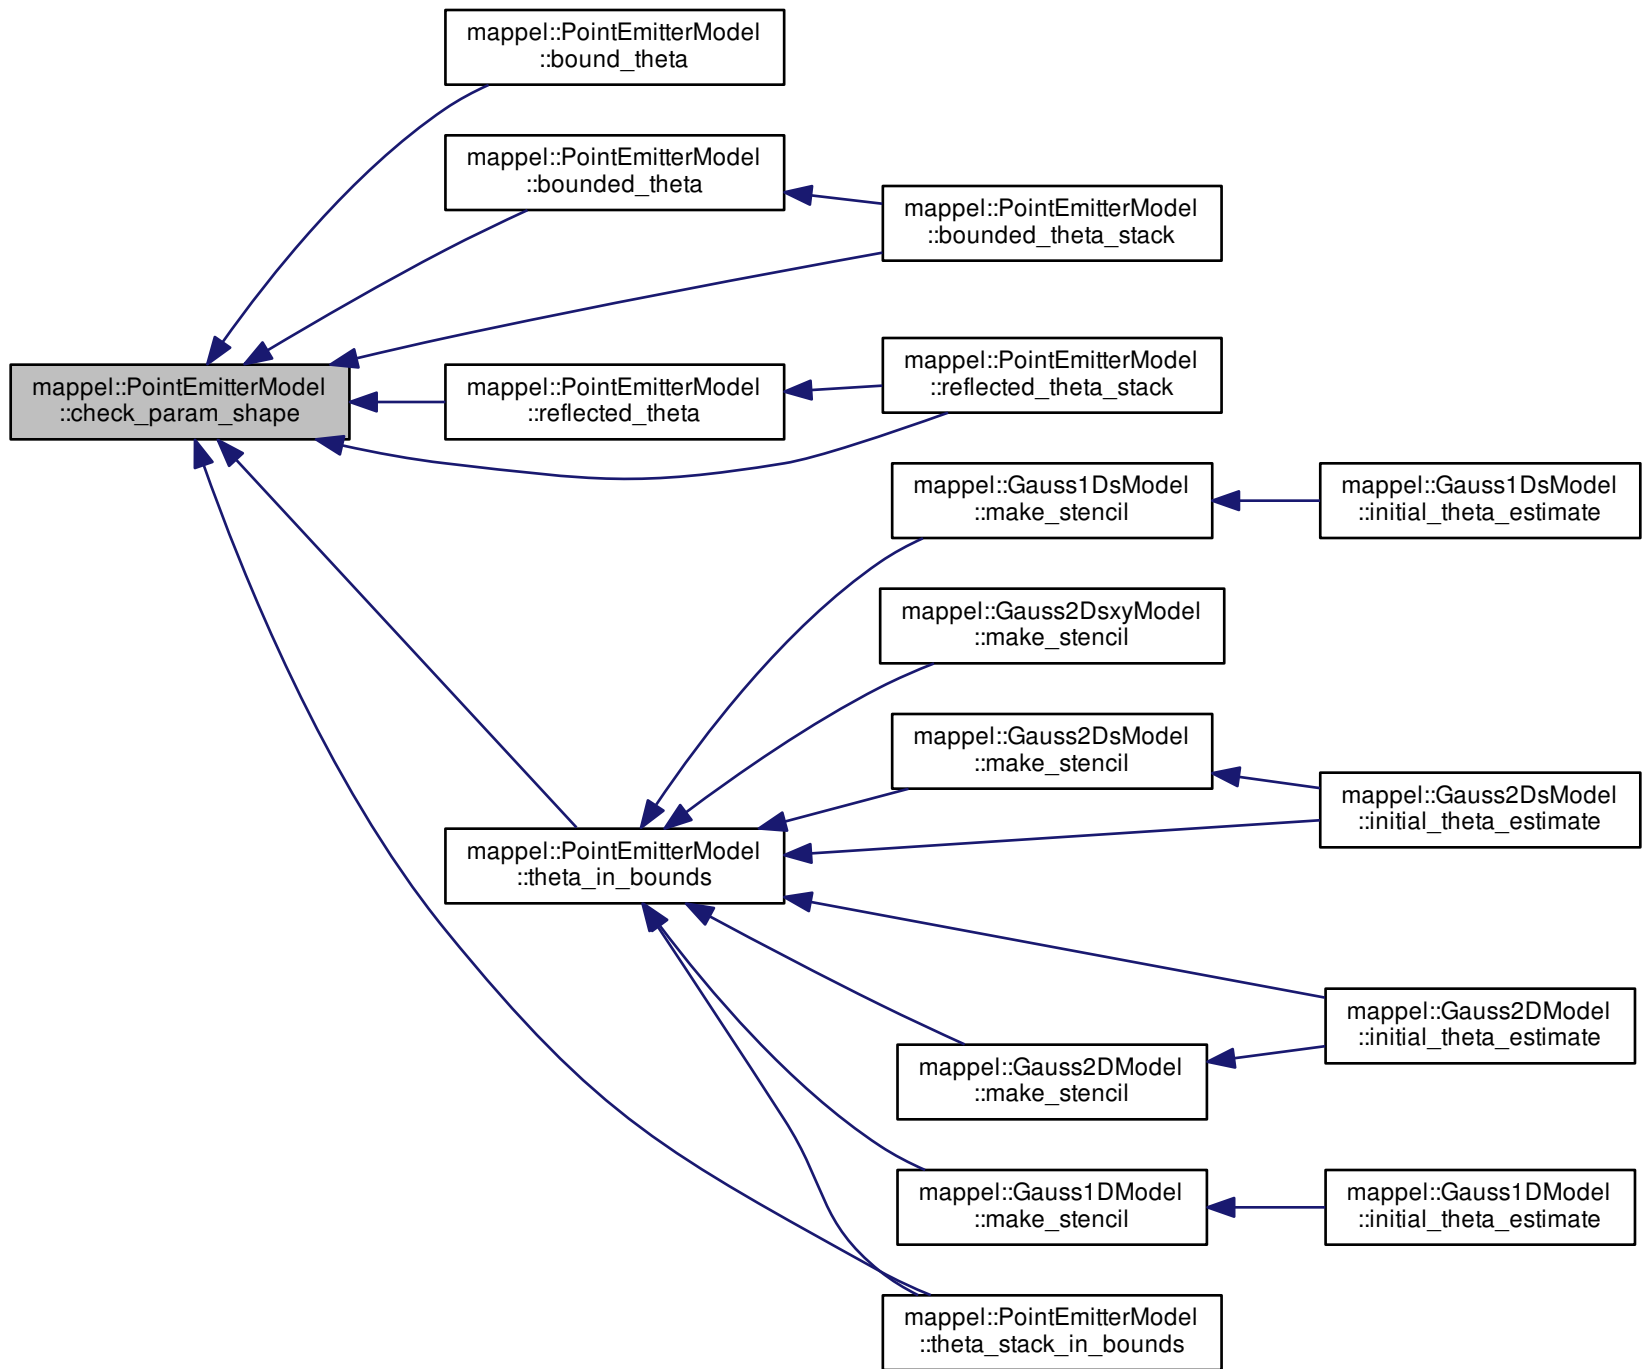 mappel::PointEmitterModel
::bound_theta
mappel::PointEmitterModel
::bounded_theta
mappel::PointEmitterModel
::bounded_theta_stack
mappel::PointEmitterModel
::reflected_theta_stack
mappel::PointEmitterModel
::check_param_shape
mappel::PointEmitterModel
::reflected_theta
mappel::Gauss1DsModel
::make_stencil
mappel::Gauss1DsModel
::initial_theta_estimate
mappel::Gauss2DsxyModel
::make_stencil
mappel::Gauss2DsModel
::make_stencil
mappel::Gauss2DsModel
::initial_theta_estimate
mappel::PointEmitterModel
::theta_in_bounds
mappel::Gauss2DModel
::initial_theta_estimate
mappel::Gauss2DModel
::make_stencil
mappel::Gauss1DModel
::make_stencil
mappel::Gauss1DModel
::initial_theta_estimate
mappel::PointEmitterModel
::theta_stack_in_bounds